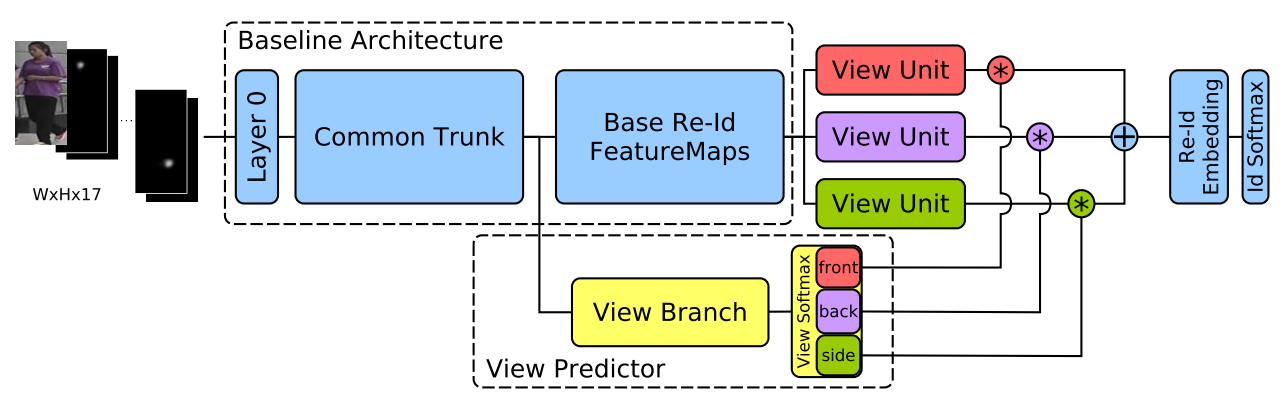 Baseline Architecture
WxHx17
...
Layer 0
Common Trunk
Base Re-Id
FeatureMaps
View Unit
View Unit
View Unit
*
*
*
+
Re-Id
Embedding
Id Softmax
View Branch
View Softmax
front
back
side
View Predictor